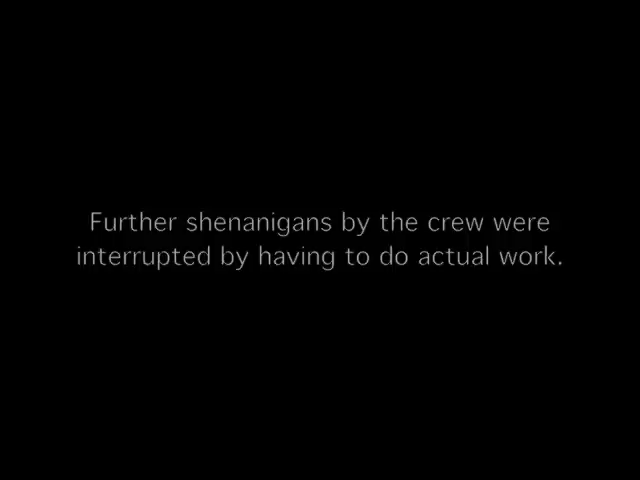 Further shenanigans by the crew were
interrupted by having to do actual work.